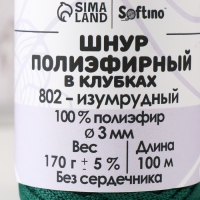 SIMA LAND Softino
ШНУР
ПОЛИЭФИРНЫЙ
В КЛУБКАХ
802 – изумрудный
100 % полиэфир
ø 3 мм
Вес Длина
170 г ± 5 % 100 м
Без сердечника